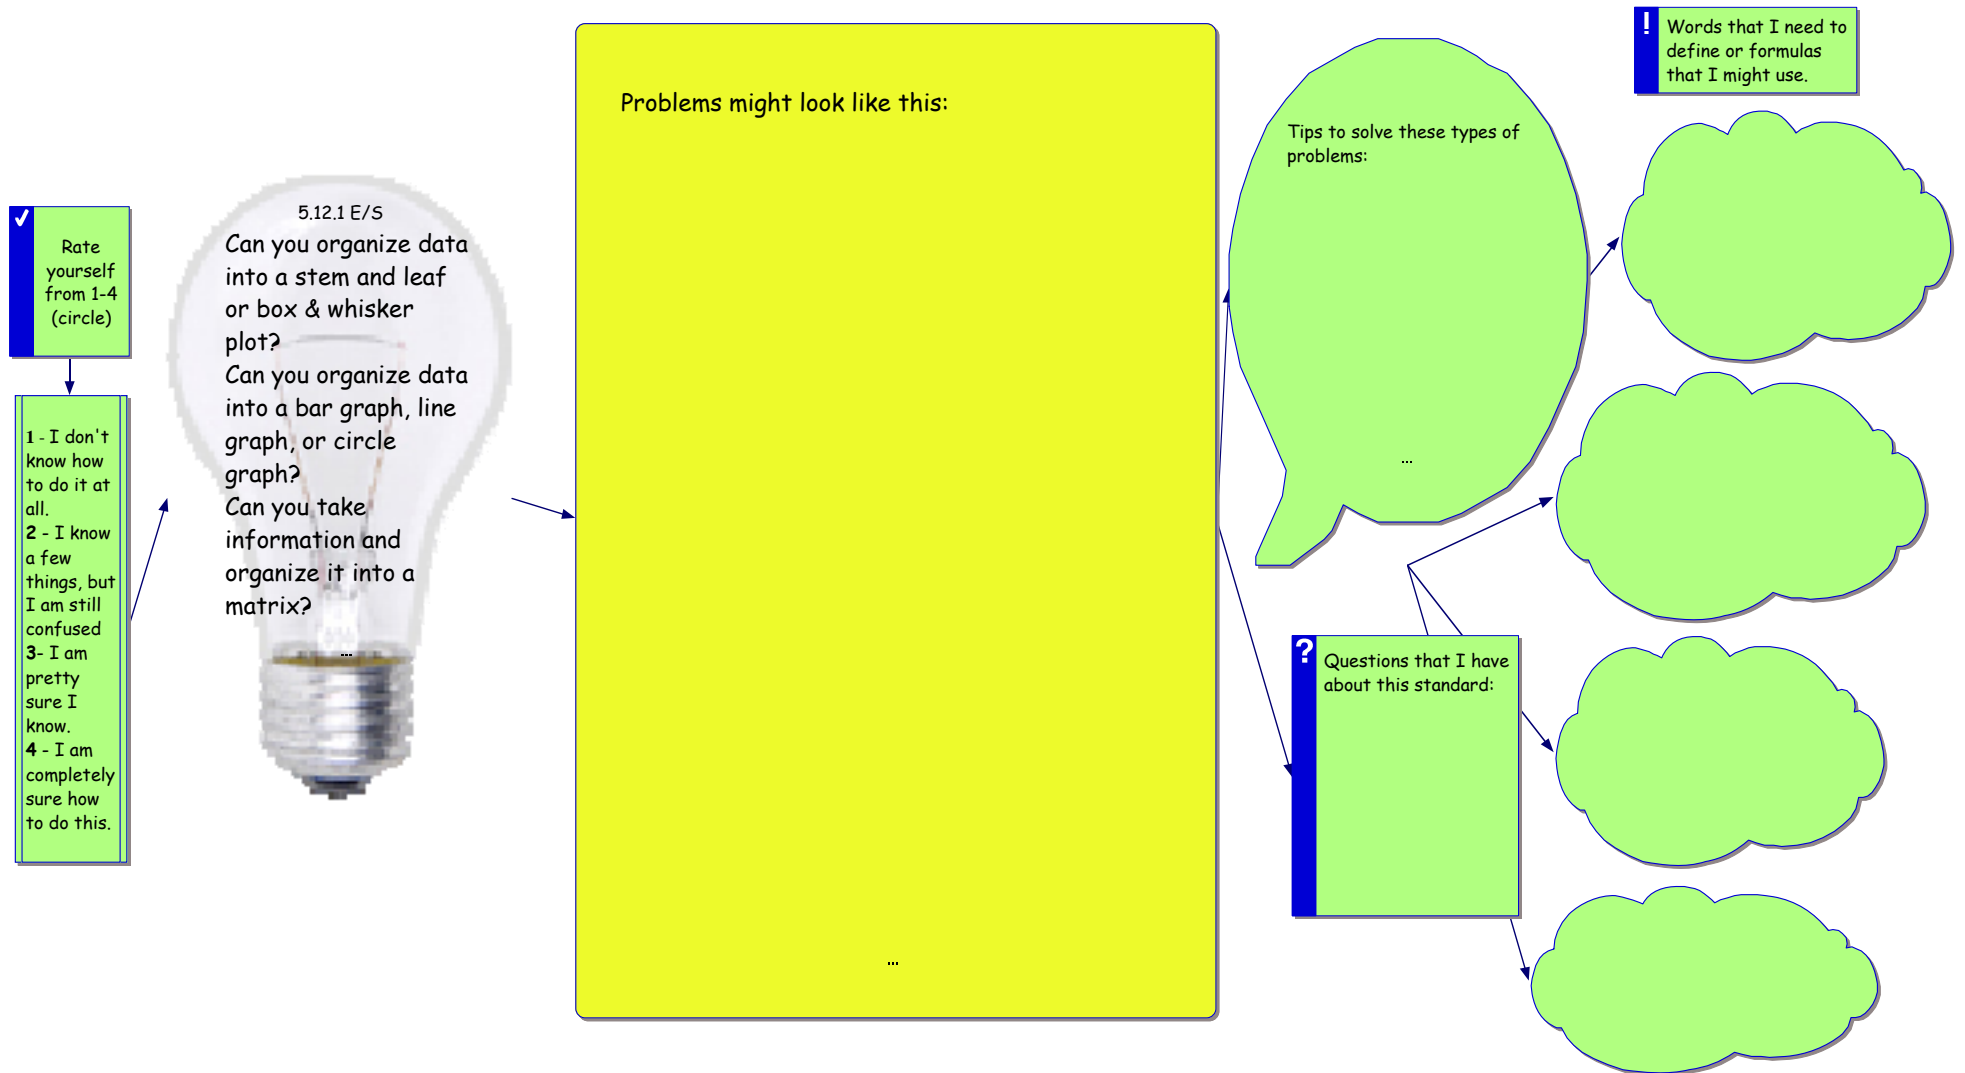 ✓
Rate
yourself
from 1-4
(circle)
1 - I don't
know how
to do it at
all.
2 - I know
a few
things, but
I am still
confused
3- I am
pretty
sure I
know.
4 - I am
completely
sure how
to do this.
5.12.1 E/S
Can you organize data
into a stem and leaf
or box & whisker
plot?
Can you organize data
into a bar graph, line
graph, or circle
graph?
Can you take
information and
organize it into a
matrix?
...
Problems might look like this:
...
Tips to solve these types of
problems:
...
?
Questions that I have
about this standard:
!
Words that I need to
define or formulas
that I might use.